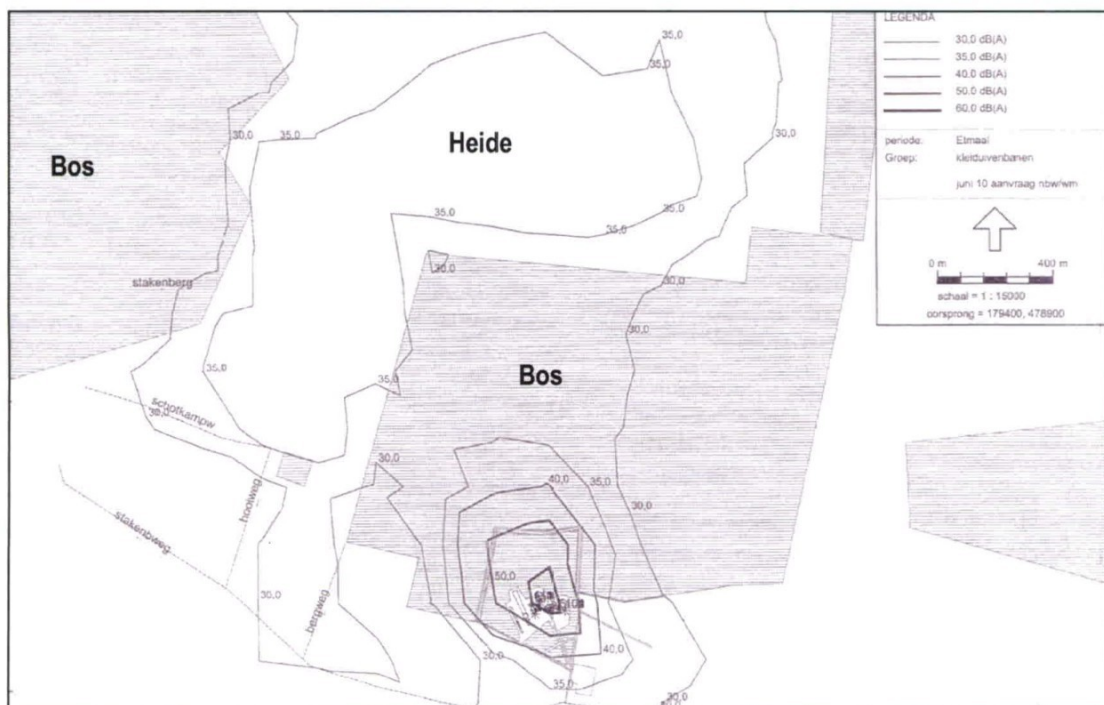 LEGENDA
30,0 dB(A)
35,0 dB(A)
40,0 dB(A)
50,0 dB(A)
60,0 dB(A)
periode: Etmaal
Groep: kleiduivenbanen
juni 10 aanvraag nbw/wm
0 m 400 m
schaal = 1 : 15000
oorsprong = 179400, 478900
35,0
35,0
30,0
35,0
30,0
Heide
Bos
35,0
35,0
35,0
30,0
30,0
stakenberg
30,0
35,0
Bos
35,0
schotkampw
30,0
30,0
40,0
35,0
30,0
hooiweg
stakenbweg
50,0
30,0
bergweg
40,0
30,0
35,0
30,0